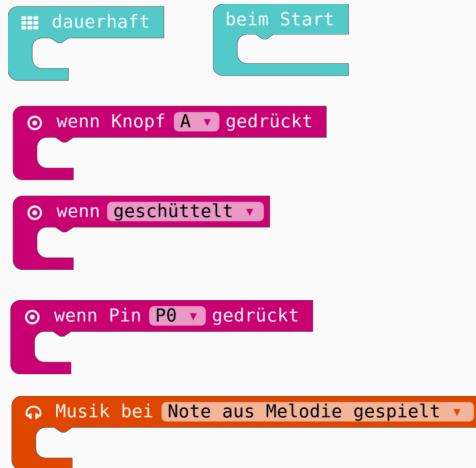 dauerhaft
beim Start
wenn Knopf A gedrückt
wenn geschüttelt
wenn Pin P0 gedrückt
Musik bei Note aus Melodie gespielt